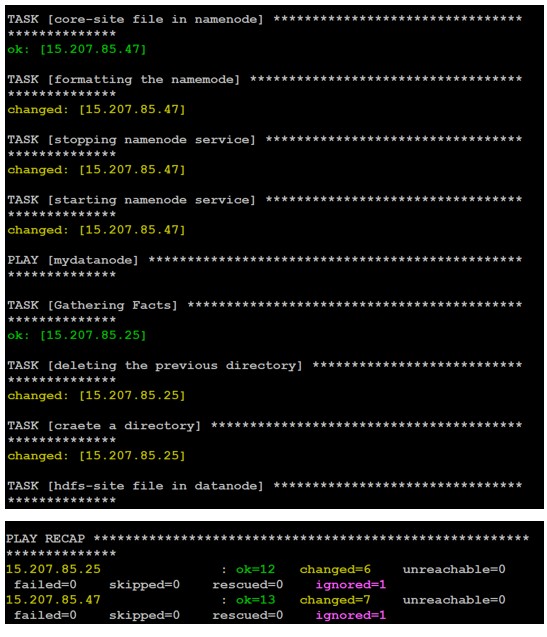 TASK [core-site file in namenode] ********************************
**************
ok: [15.207.85.47]
TASK [formatting the namemode] ***********************************
**************
changed: [15.207.85.47]
TASK [stopping namenode service] *********************************
**************
changed: [15.207.85.47]
TASK [starting namenode service] *********************************
**************
changed: [15.207.85.47]
PLAY [mydatanode] ************************************************
**************
TASK [Gathering Facts] *******************************************
**************
ok: [15.207.85.25]
TASK [deleting the previous directory] ***************************
**************
changed: [15.207.85.25]
TASK [craete a directory] ****************************************
**************
changed: [15.207.85.25]
TASK [hdfs-site file in datanode] ********************************
**************
PLAY RECAP ********************************************************
**************
15.207.85.25 : ok=12 changed=6 unreachable=0
failed=0 skipped=0 rescued=0 ignored=1
15.207.85.47 : ok=13 changed=7 unreachable=0
failed=0 skipped=0 rescued=0 ignored=1